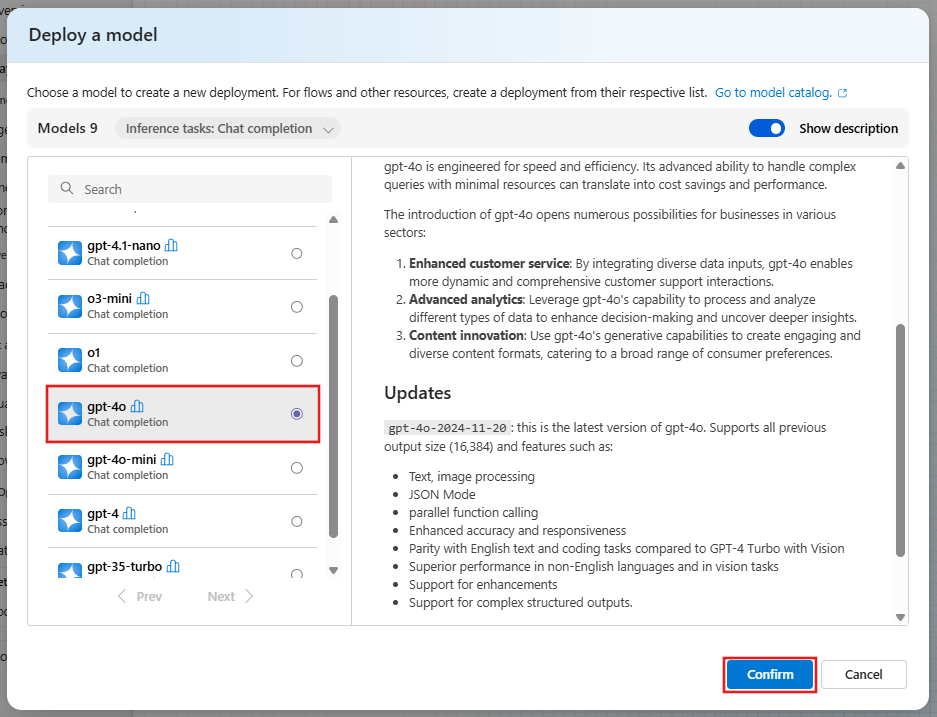 Deploy a model
Choose a model to create a new deployment. For flows and other resources, create a deployment from their respective list. Go to model catalog.
Models 9
Inference tasks: Chat completion
Show description
Search
gpt-4.1-nano
Chat completion
o3-mini
Chat completion
o1
Chat completion
gpt-4o
Chat completion
gpt-4o-mini
Chat completion
gpt-4
Chat completion
gpt-35-turbo
Prev
Next
gpt-4o is engineered for speed and efficiency. Its advanced ability to handle complex
queries with minimal resources can translate into cost savings and performance.
The introduction of gpt-4o opens numerous possibilities for businesses in various
sectors:
1. Enhanced customer service: By integrating diverse data inputs, gpt-4o enables
more dynamic and comprehensive customer support interactions.
2. Advanced analytics: Leverage gpt-4o's capability to process and analyze
different types of data to enhance decision-making and uncover deeper insights.
3. Content innovation: Use gpt-4o's generative capabilities to create engaging and
diverse content formats, catering to a broad range of consumer preferences.
Updates
gpt-4o-2024-11-20: this is the latest version of gpt-4o. Supports all previous
output size (16,384) and features such as:
• Text, image processing
• JSON Mode
• parallel function calling
• Enhanced accuracy and responsiveness
• Parity with English text and coding tasks compared to GPT-4 Turbo with Vision
• Superior performance in non-English languages and in vision tasks
• Support for enhancements
• Support for complex structured outputs.
Confirm
Cancel